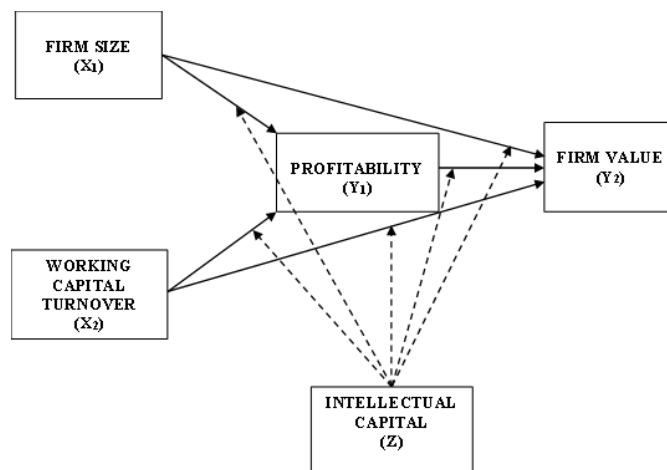 FIRM SIZE
(X₁)
PROFITABILITY
(Y₁)
FIRM VALUE
(Y₂)
WORKING
CAPITAL
TURNOVER
(X₂)
INTELLECTUAL
CAPITAL
(Z)